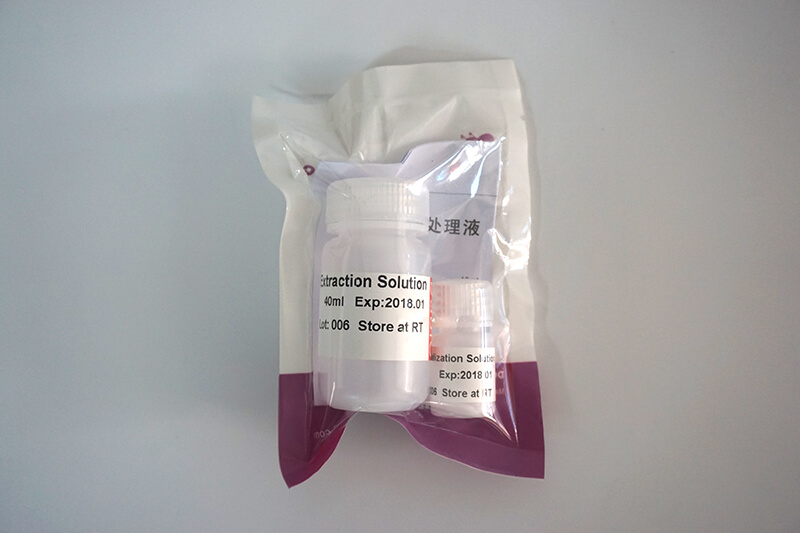 处理液
Extraction Solution
40ml Exp:2018.01
Lot: 006 Store at RT
Solution
Exp:2018.01
Store at RT